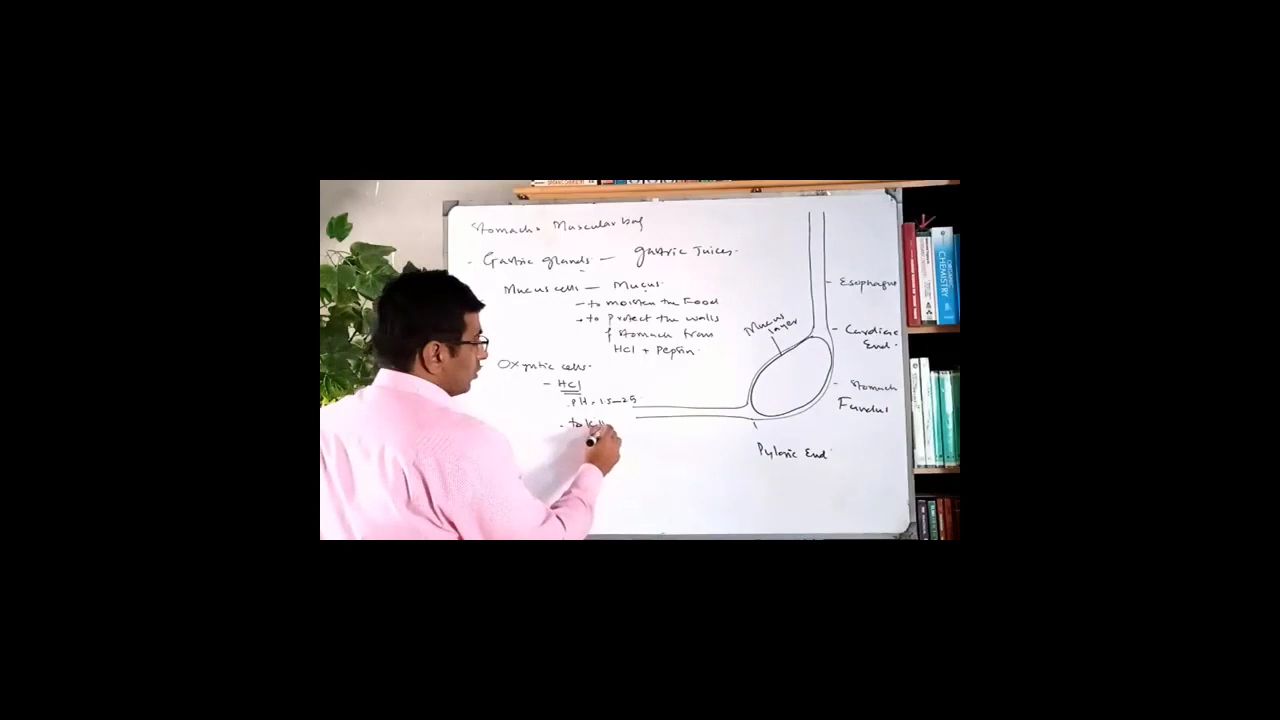 Stomach: Muscular bag
- Gastric glands — gastric Juices.
Mucus cells — Mucus.
- to moisten the Food
- to protect the walls
of stomach from
HCl + Pepsin.
Oxyntic cells.
- HCl
PH = 1.5-2.5
- to kill
Mucus
layer
Esophagus
Cardiac
End.
Stomach
Fundus
Pyloric End
ORGANIC
CHEMISTRY